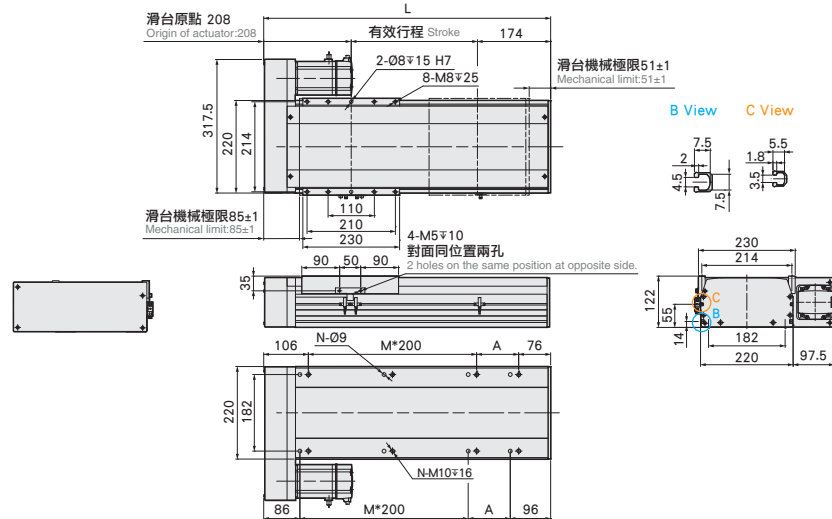 L
滑台原點 208
Origin of actuator:208
有效行程 Stroke
174
2-Ø8↧15 H7
8-M8↧25
滑台機械極限51±1
Mechanical limit:51±1
317.5
220
214
B View
C View
7.5
2
4.5
7.5
5.5
1.8
3.5
滑台機械極限85±1
Mechanical limit:85±1
110
210
230
4-M5↧10
對面同位置兩孔
2 holes on the same position at opposite side.
90
50
90
35
230
214
122
55
14
C
B
182
220
97.5
106
M*200
A
76
N-Ø9
220
182
N-M10↧16
86
M*200
A
96